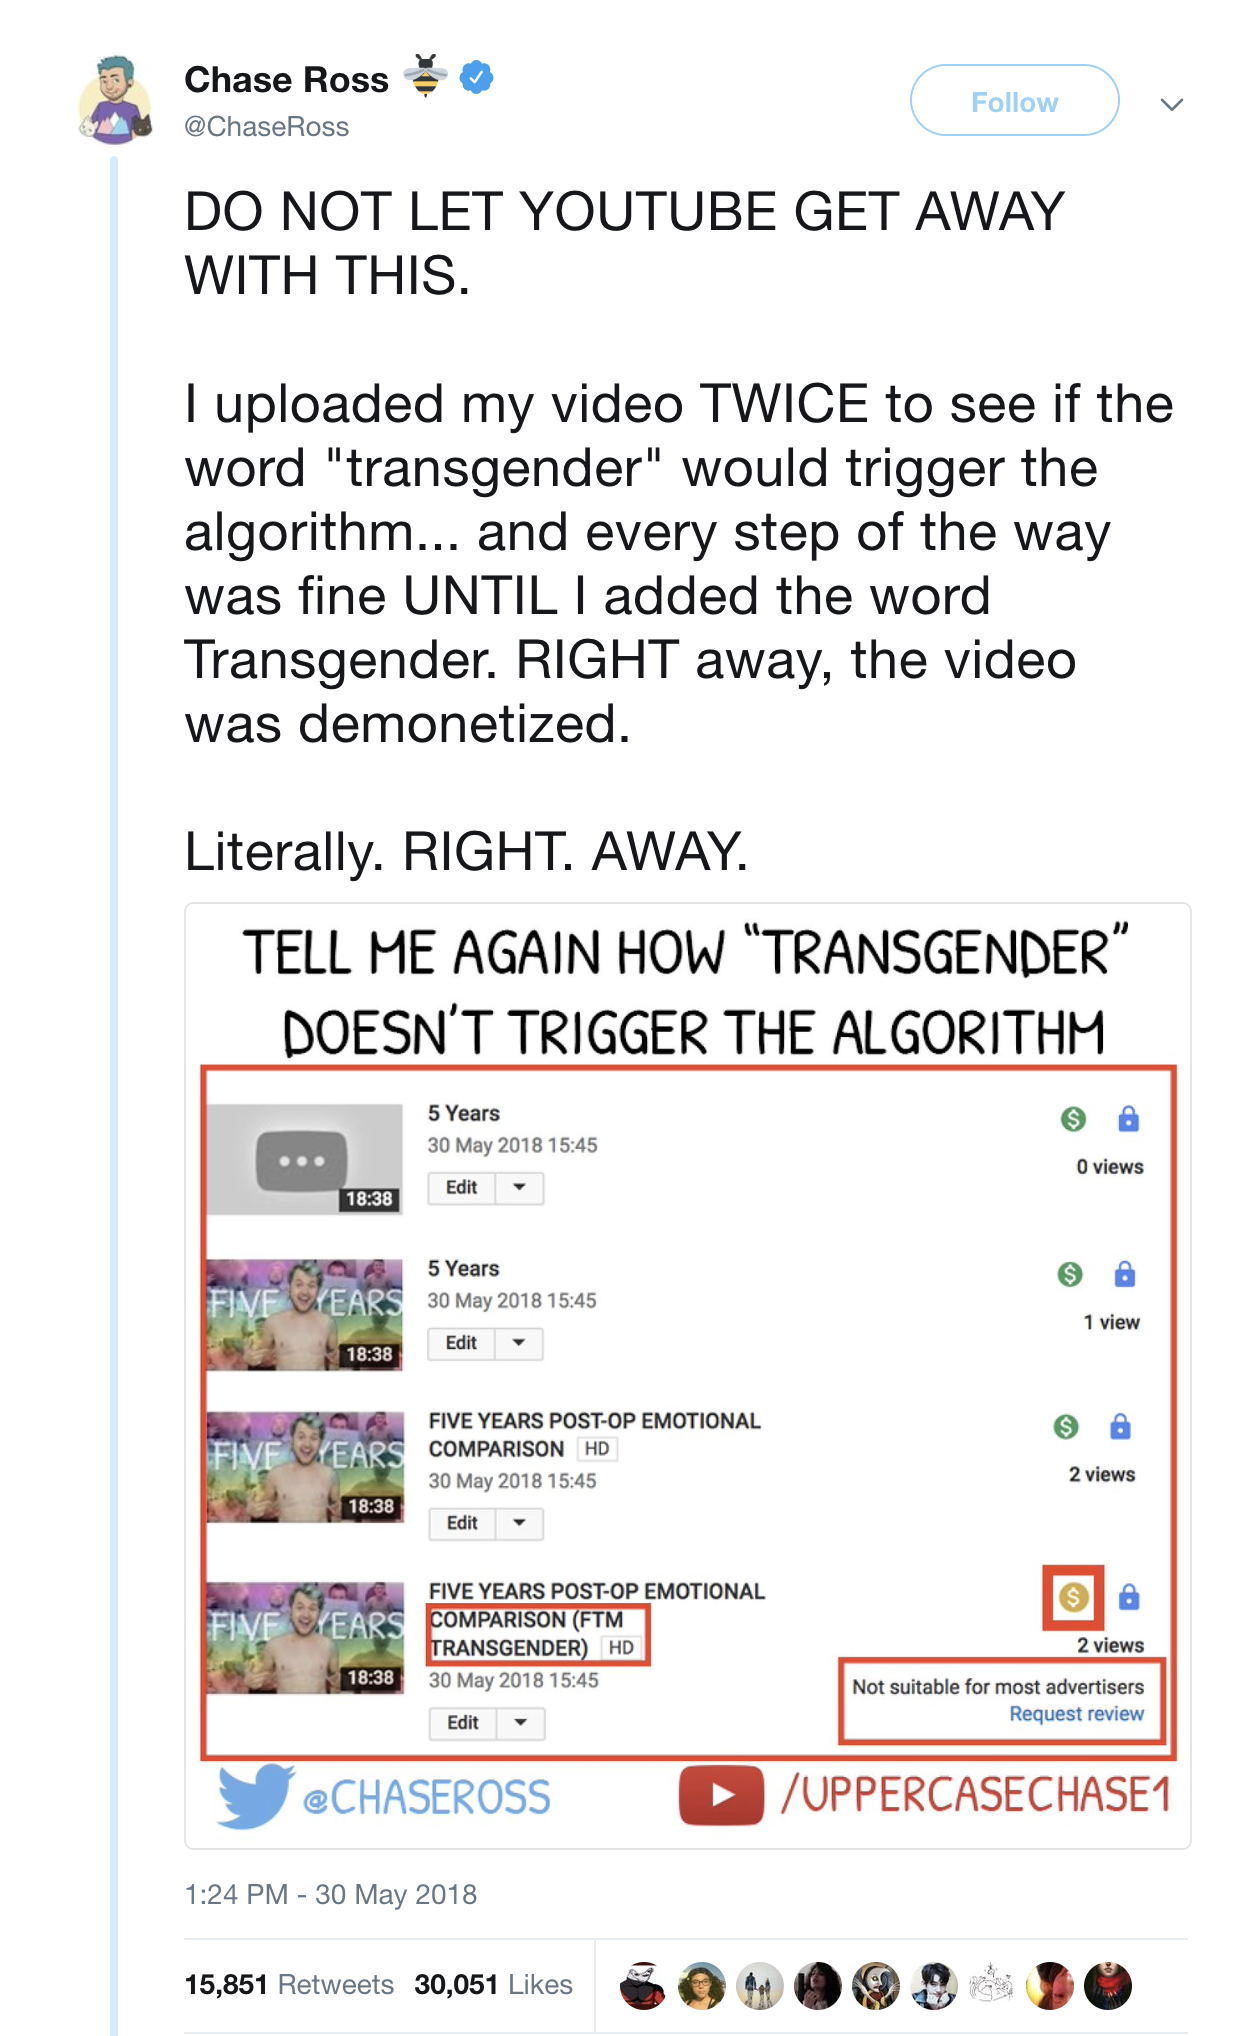 Chase Ross
@ChaseRoss
Follow
DO NOT LET YOUTUBE GET AWAY
WITH THIS.
I uploaded my video TWICE to see if the
word "transgender" would trigger the
algorithm... and every step of the way
was fine UNTIL I added the word
Transgender. RIGHT away, the video
was demonetized.
Literally. RIGHT. AWAY.
TELL ME AGAIN HOW “TRANSGENDER”
DOESN'T TRIGGER THE ALGORITHM
5 Years
30 May 2018 15:45
Edit
18:38
$
0 views
FIVE YEARS
18:38
5 Years
30 May 2018 15:45
Edit
$
1 view
FIVE YEARS
18:38
FIVE YEARS POST-OP EMOTIONAL
COMPARISON HD
30 May 2018 15:45
Edit
$
2 views
FIVE YEARS
18:38
FIVE YEARS POST-OP EMOTIONAL
COMPARISON (FTM
TRANSGENDER) HD
30 May 2018 15:45
Edit
$
2 views
Not suitable for most advertisers
Request review
@CHASEROSS
/UPPERCASECHASE1
1:24 PM - 30 May 2018
15,851 Retweets 30,051 Likes